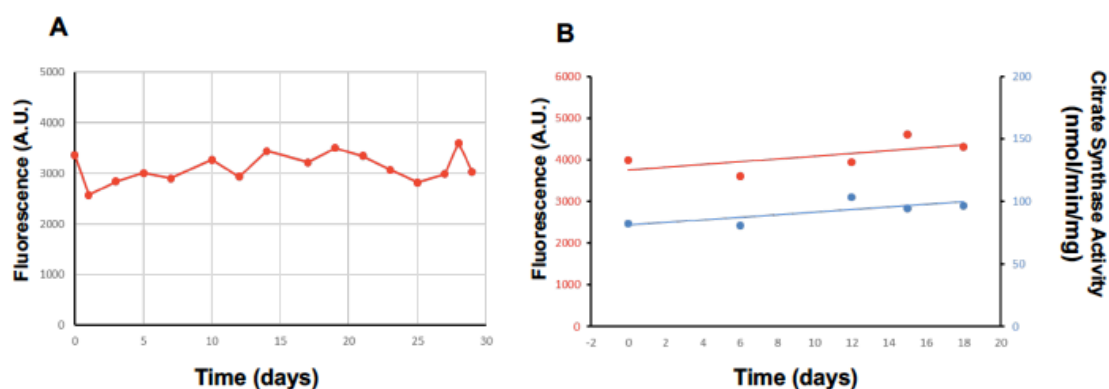 A
Fluorescence (A.U.)
5000
4000
3000
2000
1000
0
0 5 10 15 20 25 30
Time (days)
B
Fluorescence (A.U.)
6000
5000
4000
3000
2000
1000
0
-2 0 2 4 6 8 10 12 14 16 18 20
Time (days)
200
150
100
50
0
Citrate Synthase Activity
(nmol/min/mg)